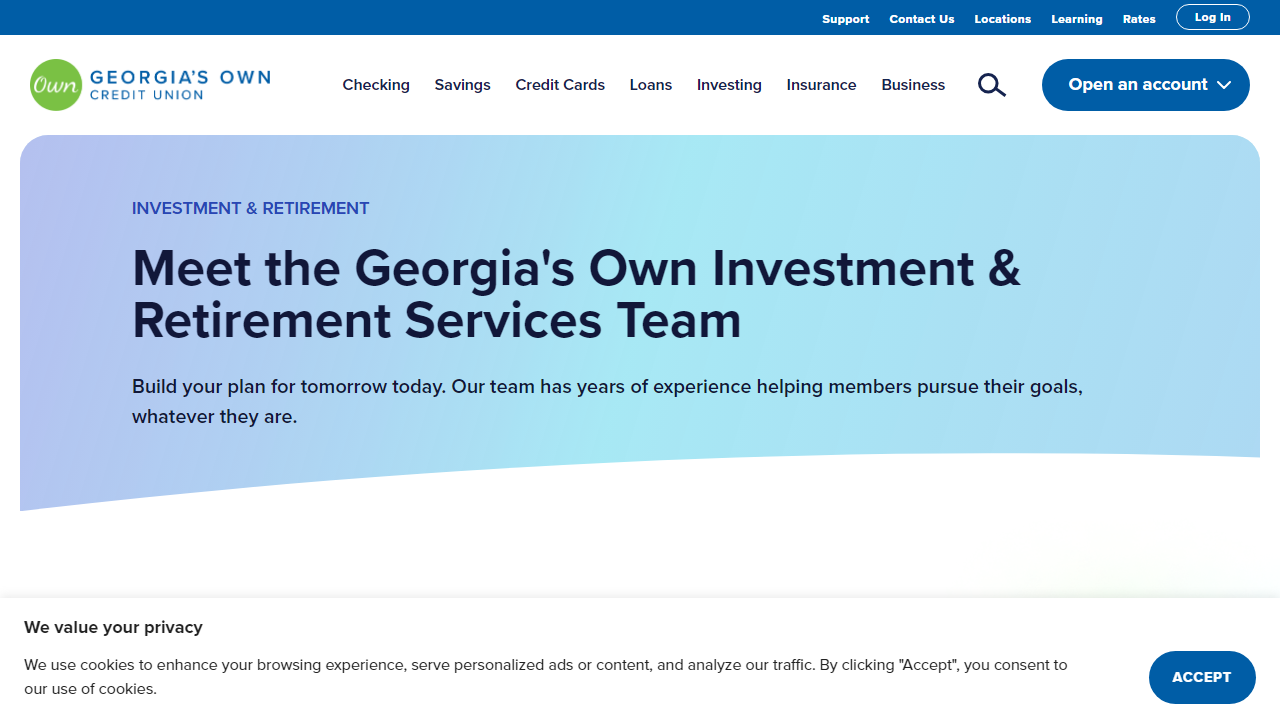 Support Contact Us Locations Learning Rates Log In
Own GEORGIA'S OWN
CREDIT UNION
Checking Savings Credit Cards Loans Investing Insurance Business Open an account
INVESTMENT & RETIREMENT
Meet the Georgia's Own Investment &
Retirement Services Team
Build your plan for tomorrow today. Our team has years of experience helping members pursue their goals,
whatever they are.
We value your privacy
We use cookies to enhance your browsing experience, serve personalized ads or content, and analyze our traffic. By clicking "Accept", you consent to
our use of cookies.
ACCEPT